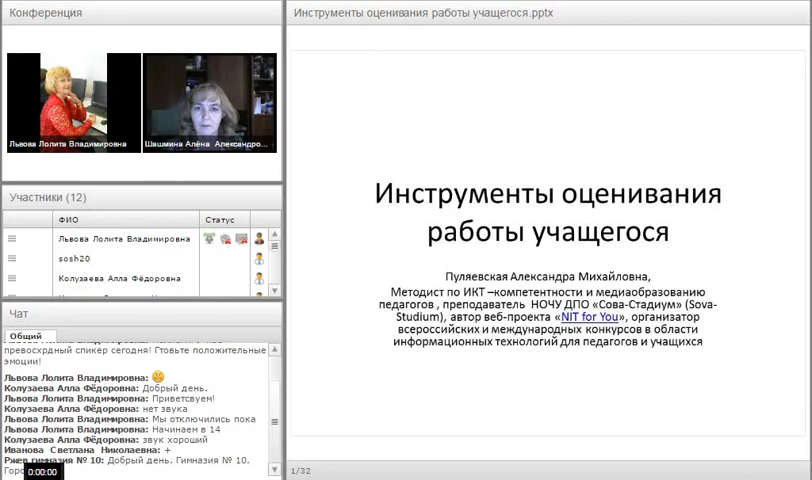 Конференция
Львова Лолита Владимировна
Шашмина Алёна Александро...
Участники (12)
ФИО
Статус
Львова Лолита Владимировна
sosh20
Колузаева Алла Фёдоровна
Чат
Общий
превосхрдный спикер сегодня! Гтовьте положительные
эмоции!
Львова Лолита Владимировна:
Колузаева Алла Фёдоровна: Добрый день.
Львова Лолита Владимировна: Приветсвуем!
Колузаева Алла Фёдоровна: нет звука
Львова Лолита Владимировна: Мы отключились пока
Львова Лолита Владимировна: Начинаем в 14
Колузаева Алла Фёдоровна: звук хороший
Иванова Светлана Николаевна: +
Ржев гимназия № 10: Добрый день. Гимназия № 10.
0:00:00
Инструменты оценивания работы учащегося.pptx
Инструменты оценивания
работы учащегося
Пуляевская Александра Михайловна,
Методист по ИКТ –компетентности и медиаобразованию
педагогов , преподаватель НОЧУ ДПО «Сова-Стадиум» (Sova-
Studium), автор веб-проекта «NIT for You», организатор
всероссийских и международных конкурсов в области
информационных технологий для педагогов и учащихся
1/32